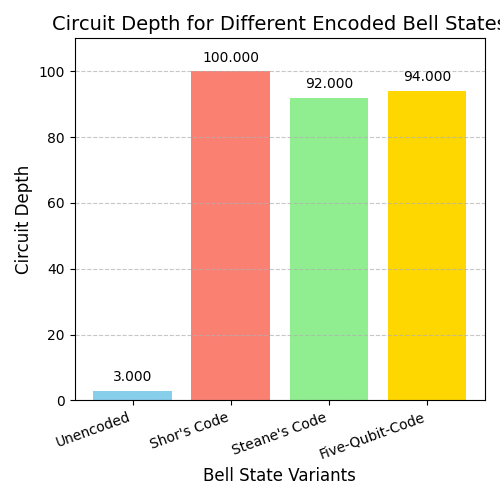 Circuit Depth for Different Encoded Bell States
Circuit Depth
100
80
60
40
20
0
3.000
100.000
92.000
94.000
Unencoded
Shor's Code
Steane's Code
Five-Qubit-Code
Bell State Variants